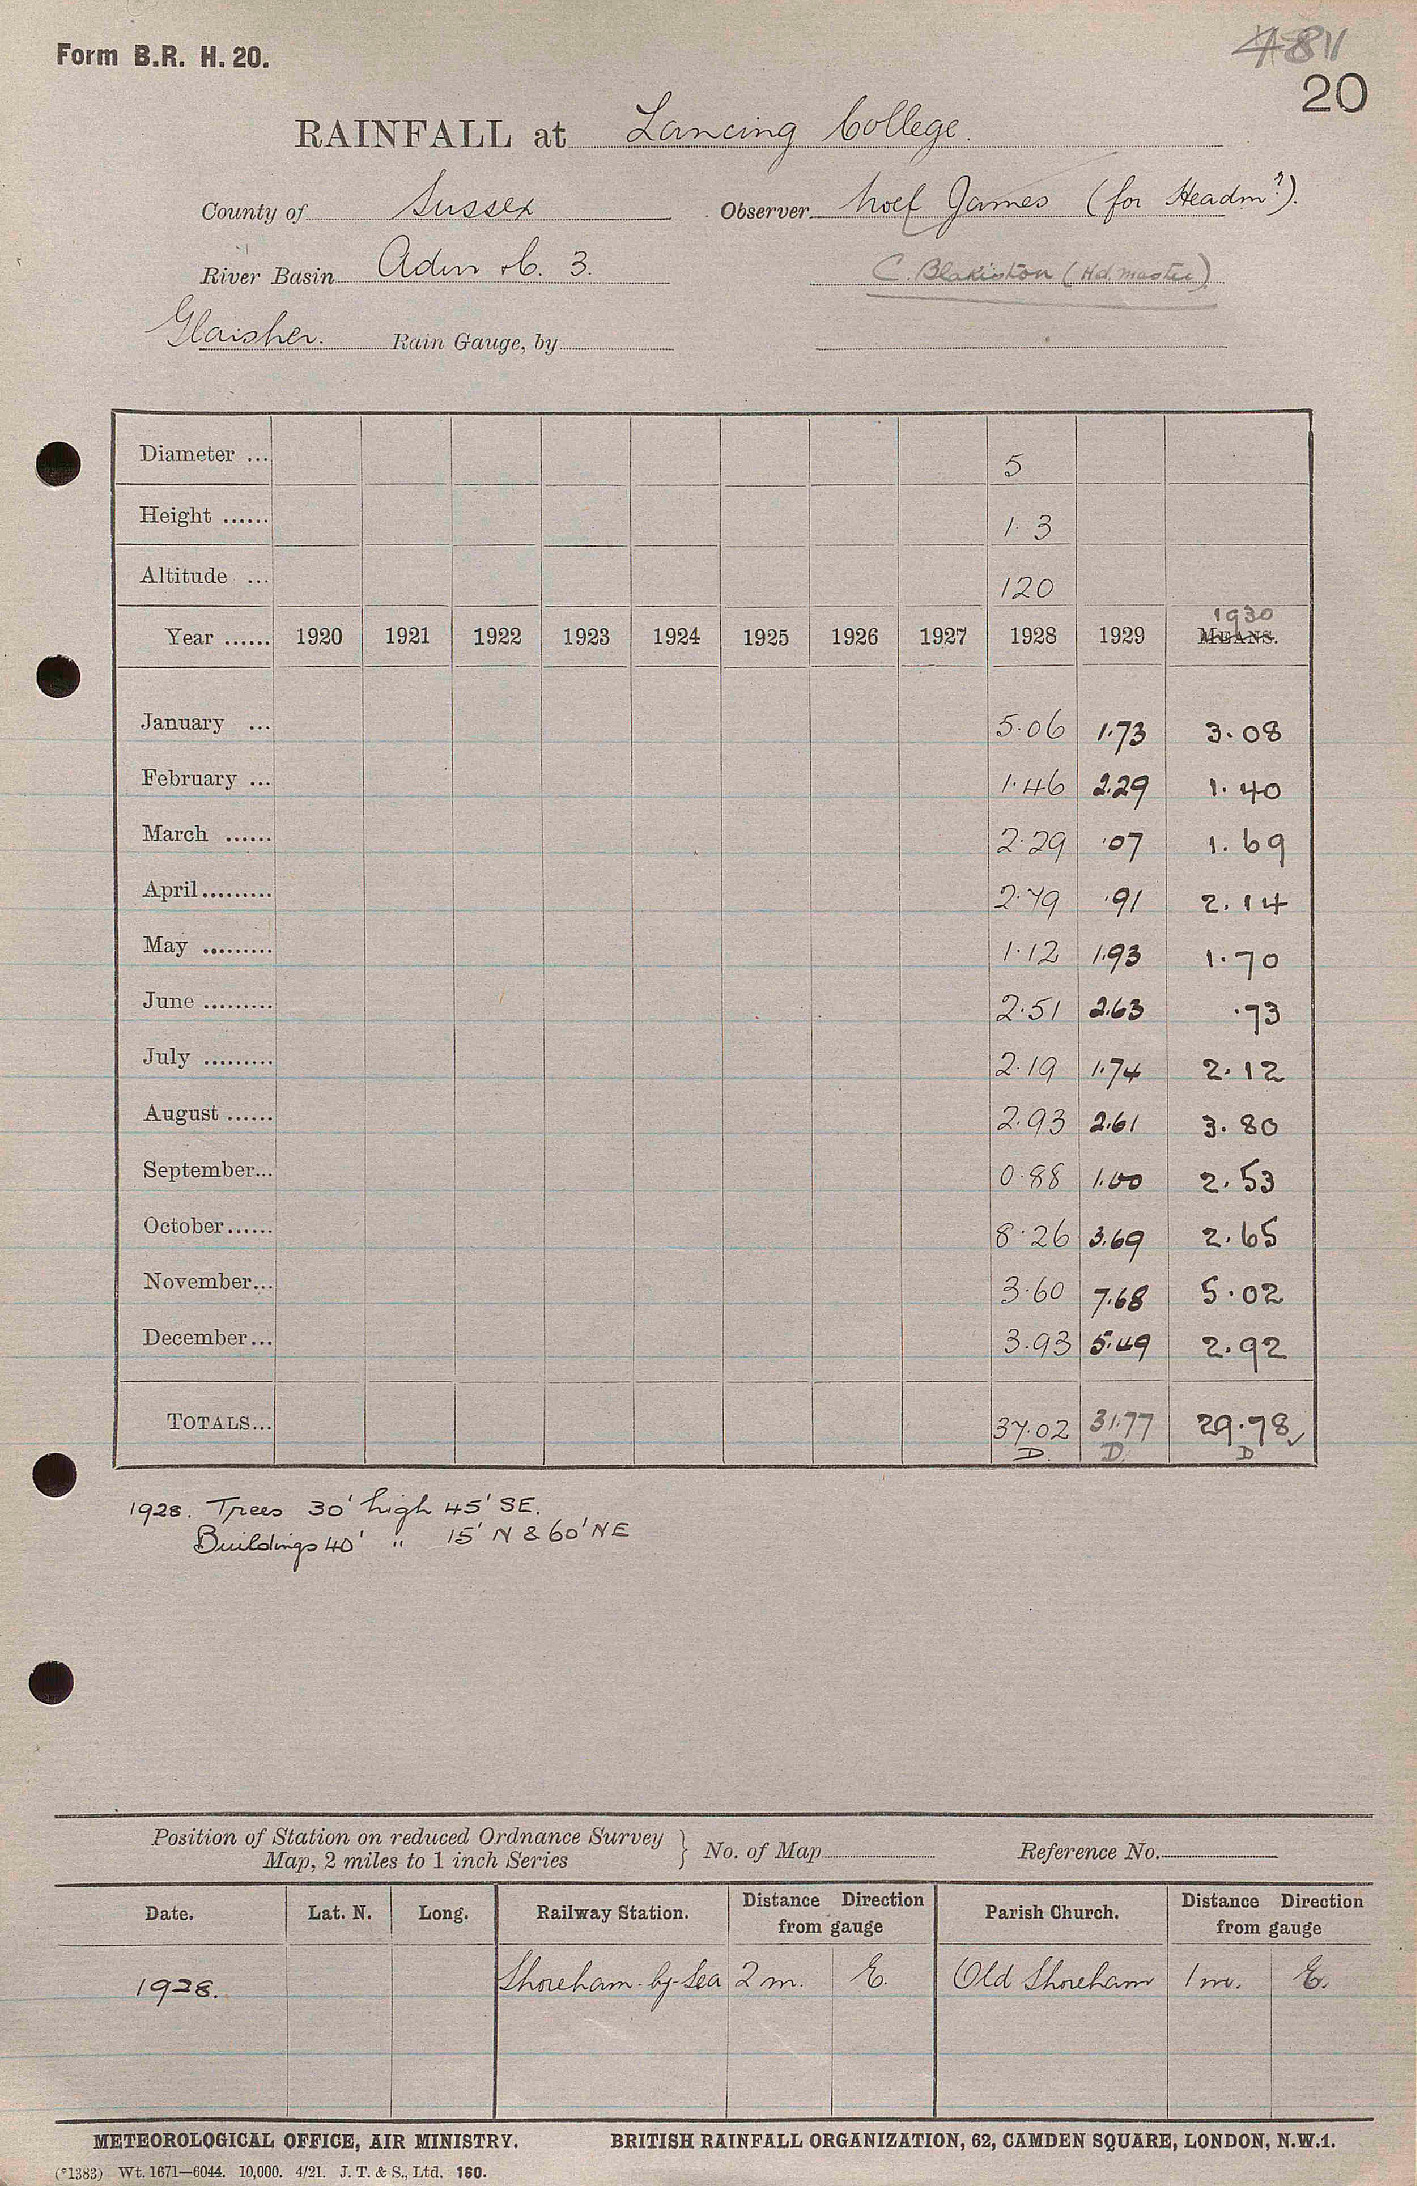 Form B.R. H. 20.
4811
20
RAINFALL at Lancing College.
County of Sussex Observer Noel James (for Headmr).
River Basin Adur &c. 3. C. Blakiston (Hd. master)
Glaisher. Rain Gauge, by
Diameter ... 5
Height ...... 1.3
Altitude ... 120
1930
Year ...... 1920 1921 1922 1923 1924 1925 1926 1927 1928 1929 MEANS.
January ... 5.06 1.73 3.08
February ... 1.46 2.29 1.40
March ...... 2.29 .07 1.69
April......... 2.79 .91 2.14
May ......... 1.12 1.93 1.70
June ......... 2.51 2.63 .73
July ......... 2.19 1.74 2.12
August ...... 2.93 2.61 3.80
September... 0.88 1.00 2.53
October...... 8.26 3.69 2.65
November... 3.60 7.68 5.02
December... 3.93 5.49 2.92
TOTALS... 37.02 31.77 29.78
D. D. D
1928. Trees 30' high 45' SE.
Buildings 40' " 15' N & 60' NE
Position of Station on reduced Ordnance Survey
Map, 2 miles to 1 inch Series } No. of Map Reference No.
Date. Lat. N. Long. Railway Station. Distance Direction from gauge Parish Church. Distance Direction from gauge
1928. Shoreham-by-Sea 2 m. E. Old Shoreham 1 m. E.
METEOROLOGICAL OFFICE, AIR MINISTRY. BRITISH RAINFALL ORGANIZATION, 62, CAMDEN SQUARE, LONDON, N.W.1.
(*1383) Wt. 1671—6044. 10,000. 4/21. J. T. & S., Ltd. 160.